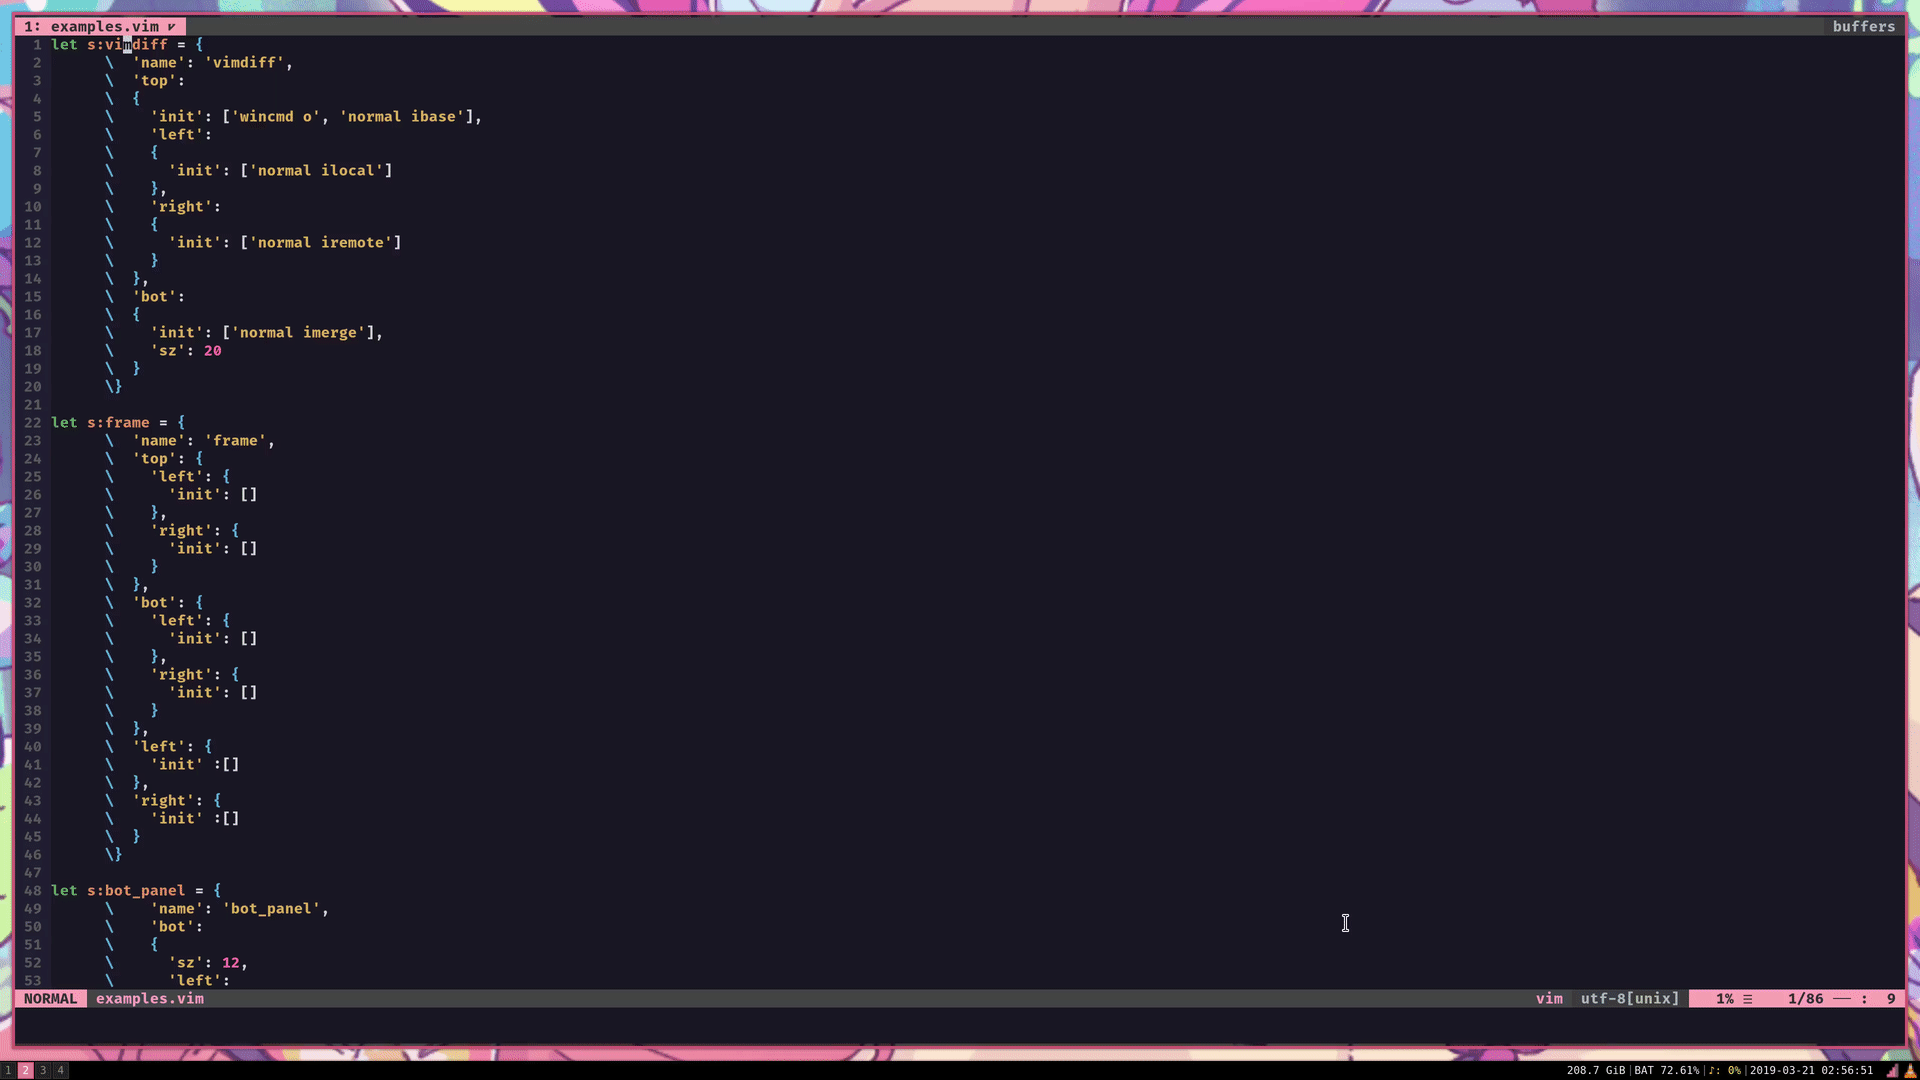 1: examples.vim ✔ buffers
1 let s:vimdiff = {
2 \  'name': 'vimdiff',
3 \  'top':
4 \  {
5 \    'init': ['wincmd o', 'normal ibase'],
6 \    'left':
7 \    {
8 \      'init': ['normal ilocal']
9 \    },
10 \    'right':
11 \    {
12 \      'init': ['normal iremote']
13 \    }
14 \  },
15 \  'bot':
16 \  {
17 \    'init': ['normal imerge'],
18 \    'sz': 20
19 \  }
20 \}
21
22 let s:frame = {
23 \  'name': 'frame',
24 \  'top': {
25 \    'left': {
26 \      'init': []
27 \    },
28 \    'right': {
29 \      'init': []
30 \    }
31 \  },
32 \  'bot': {
33 \    'left': {
34 \      'init': []
35 \    },
36 \    'right': {
37 \      'init': []
38 \    }
39 \  },
40 \  'left': {
41 \    'init' :[]
42 \  },
43 \  'right': {
44 \    'init' :[]
45 \  }
46 \}
47
48 let s:bot_panel = {
49 \    'name': 'bot_panel',
50 \    'bot':
51 \    {
52 \      'sz': 12,
53 \      'left':
NORMAL examples.vim vim utf-8[unix] 1% ☰ 1/86 — : 9
1 2 3 4 208.7 GiB|BAT 72.61%|♪: 0%|2019-03-21 02:56:51